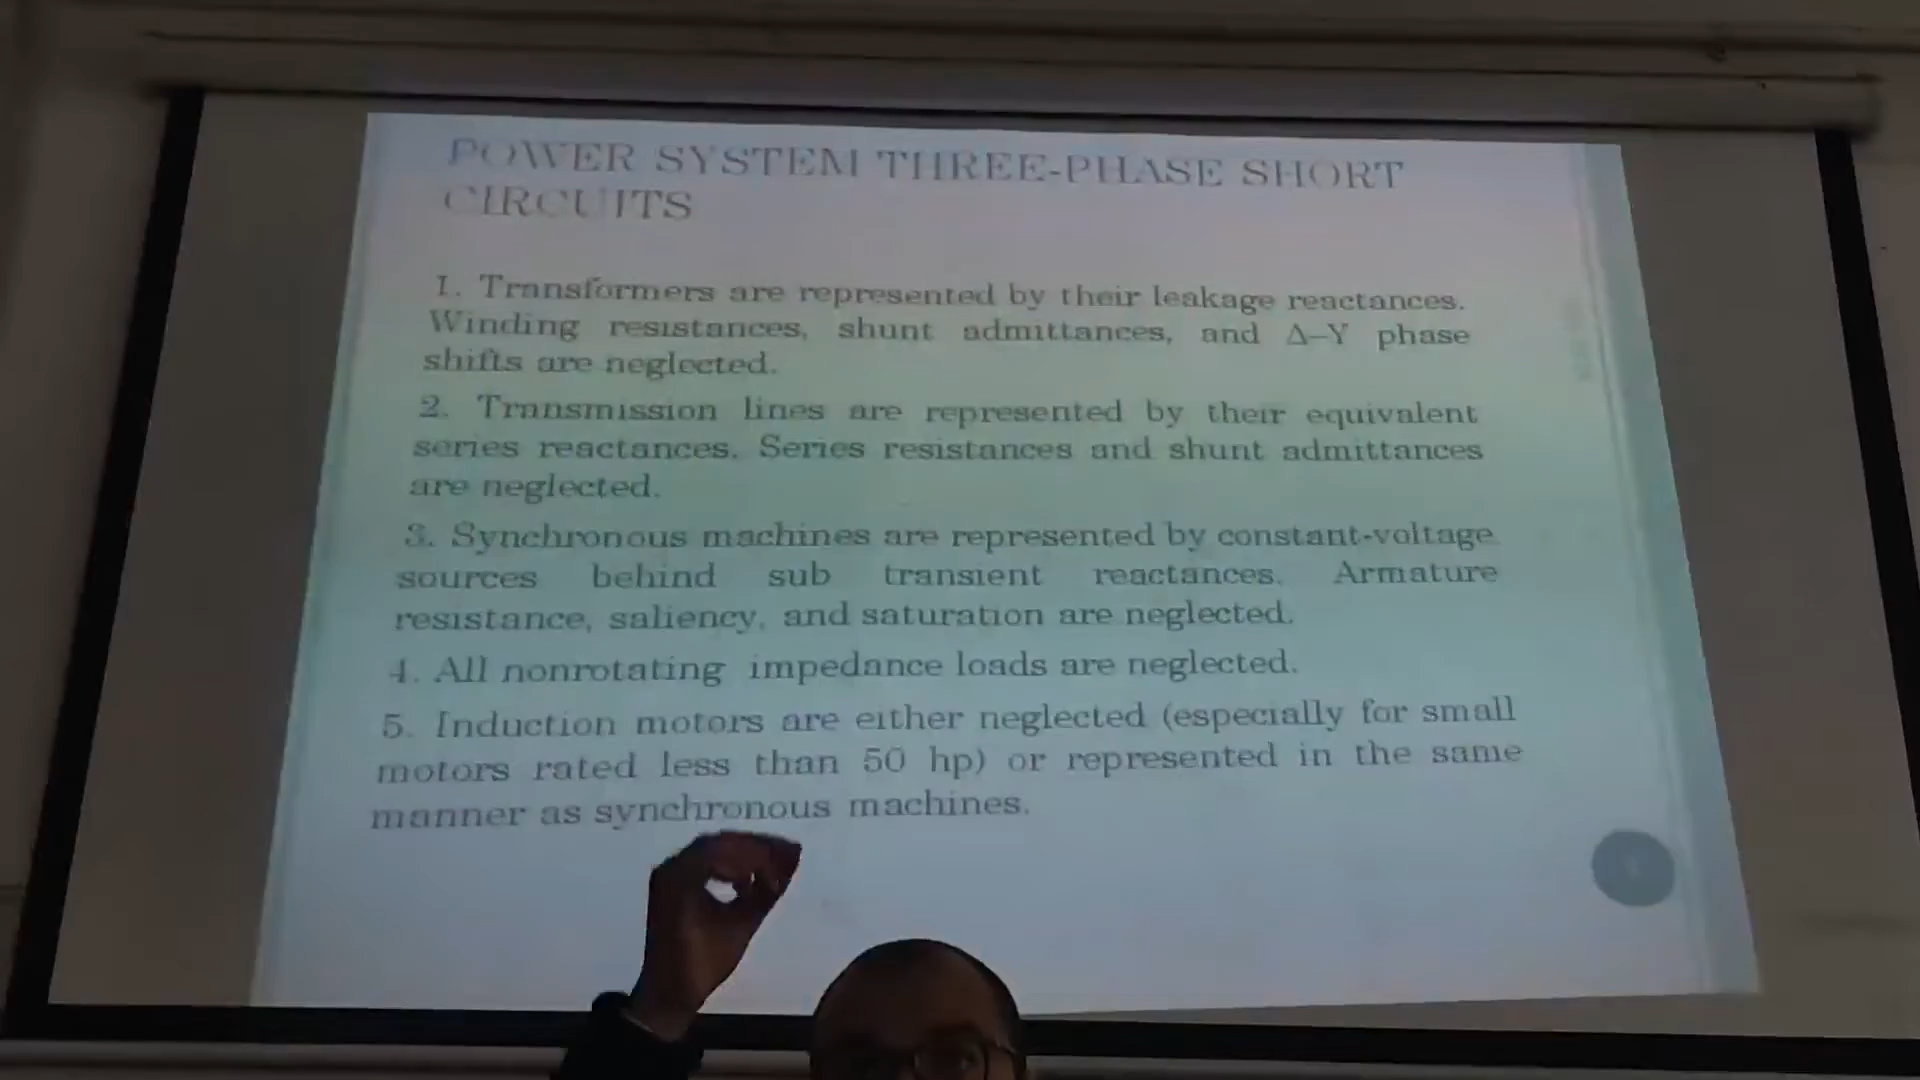 POWER SYSTEM THREE-PHASE SHORT
CIRCUITS
1. Transformers are represented by their leakage reactances.
Winding resistances, shunt admittances, and Δ–Y phase
shifts are neglected.
2. Transmission lines are represented by their equivalent
series reactances. Series resistances and shunt admittances
are neglected.
3. Synchronous machines are represented by constant-voltage
sources behind sub transient reactances. Armature
resistance, saliency, and saturation are neglected.
4. All nonrotating impedance loads are neglected.
5. Induction motors are either neglected (especially for small
motors rated less than 50 hp) or represented in the same
manner as synchronous machines.